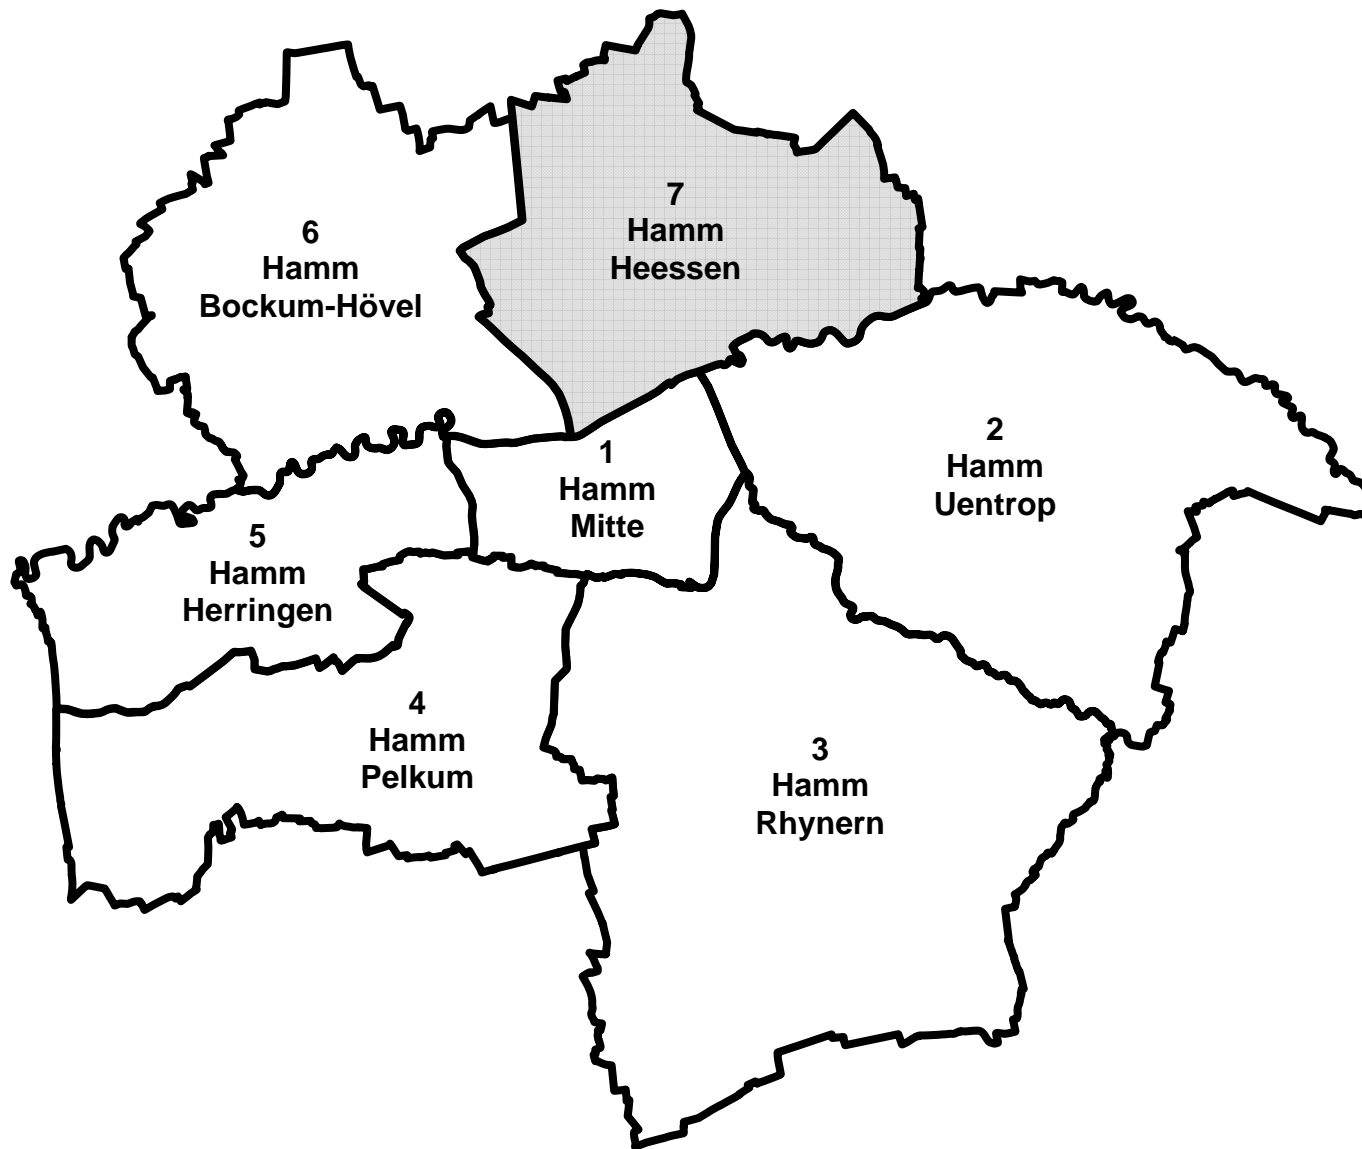 7
Hamm
Heessen
6
Hamm
Bockum-Hövel
2
Hamm
Uentrop
1
Hamm
Mitte
5
Hamm
Herringen
4
Hamm
Pelkum
3
Hamm
Rhynern